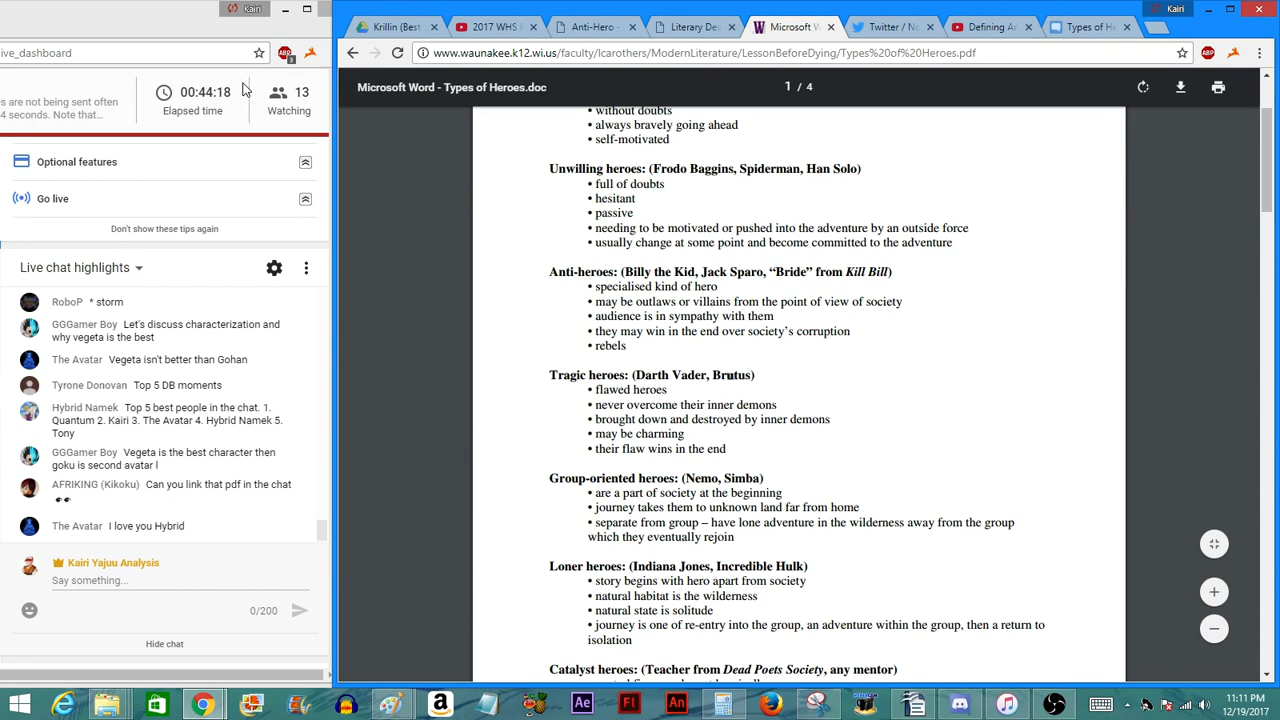 Kairi
ive_dashboard
es are not being sent often
4 seconds. Note that...
00:44:18
Elapsed time
13
Watching
Optional features
Go live
Don't show these tips again
Live chat highlights
RoboP * storm
GGGamer Boy Let's discuss characterization and
why vegeta is the best
The Avatar Vegeta isn't better than Gohan
Tyrone Donovan Top 5 DB moments
Hybrid Namek Top 5 best people in the chat. 1.
Quantum 2. Kairi 3. The Avatar 4. Hybrid Namek 5.
Tony
GGGamer Boy Vegeta is the best character then
goku is second avatar l
AFRIKING (Kikoku) Can you link that pdf in the chat
The Avatar I love you Hybrid
Kairi Yajuu Analysis
Say something...
0/200
Hide chat
Kairi
Krillin (Best
2017 WHS
Anti-Hero -
Literary Dev
Microsoft W
Twitter / No
Defining An
Types of He
www.waunakee.k12.wi.us/faculty/lcarothers/ModernLiterature/LessonBeforeDying/Types%20of%20Heroes.pdf
Microsoft Word - Types of Heroes.doc
1 / 4
• without doubts
• always bravely going ahead
• self-motivated
Unwilling heroes: (Frodo Baggins, Spiderman, Han Solo)
• full of doubts
• hesitant
• passive
• needing to be motivated or pushed into the adventure by an outside force
• usually change at some point and become committed to the adventure
Anti-heroes: (Billy the Kid, Jack Sparo, “Bride” from Kill Bill)
• specialised kind of hero
• may be outlaws or villains from the point of view of society
• audience is in sympathy with them
• they may win in the end over society’s corruption
• rebels
Tragic heroes: (Darth Vader, Brutus)
• flawed heroes
• never overcome their inner demons
• brought down and destroyed by inner demons
• may be charming
• their flaw wins in the end
Group-oriented heroes: (Nemo, Simba)
• are a part of society at the beginning
• journey takes them to unknown land far from home
• separate from group – have lone adventure in the wilderness away from the group
which they eventually rejoin
Loner heroes: (Indiana Jones, Incredible Hulk)
• story begins with hero apart from society
• natural habitat is the wilderness
• natural state is solitude
• journey is one of re-entry into the group, an adventure within the group, then a return to
isolation
Catalyst heroes: (Teacher from Dead Poets Society, any mentor)
11:11 PM
12/19/2017